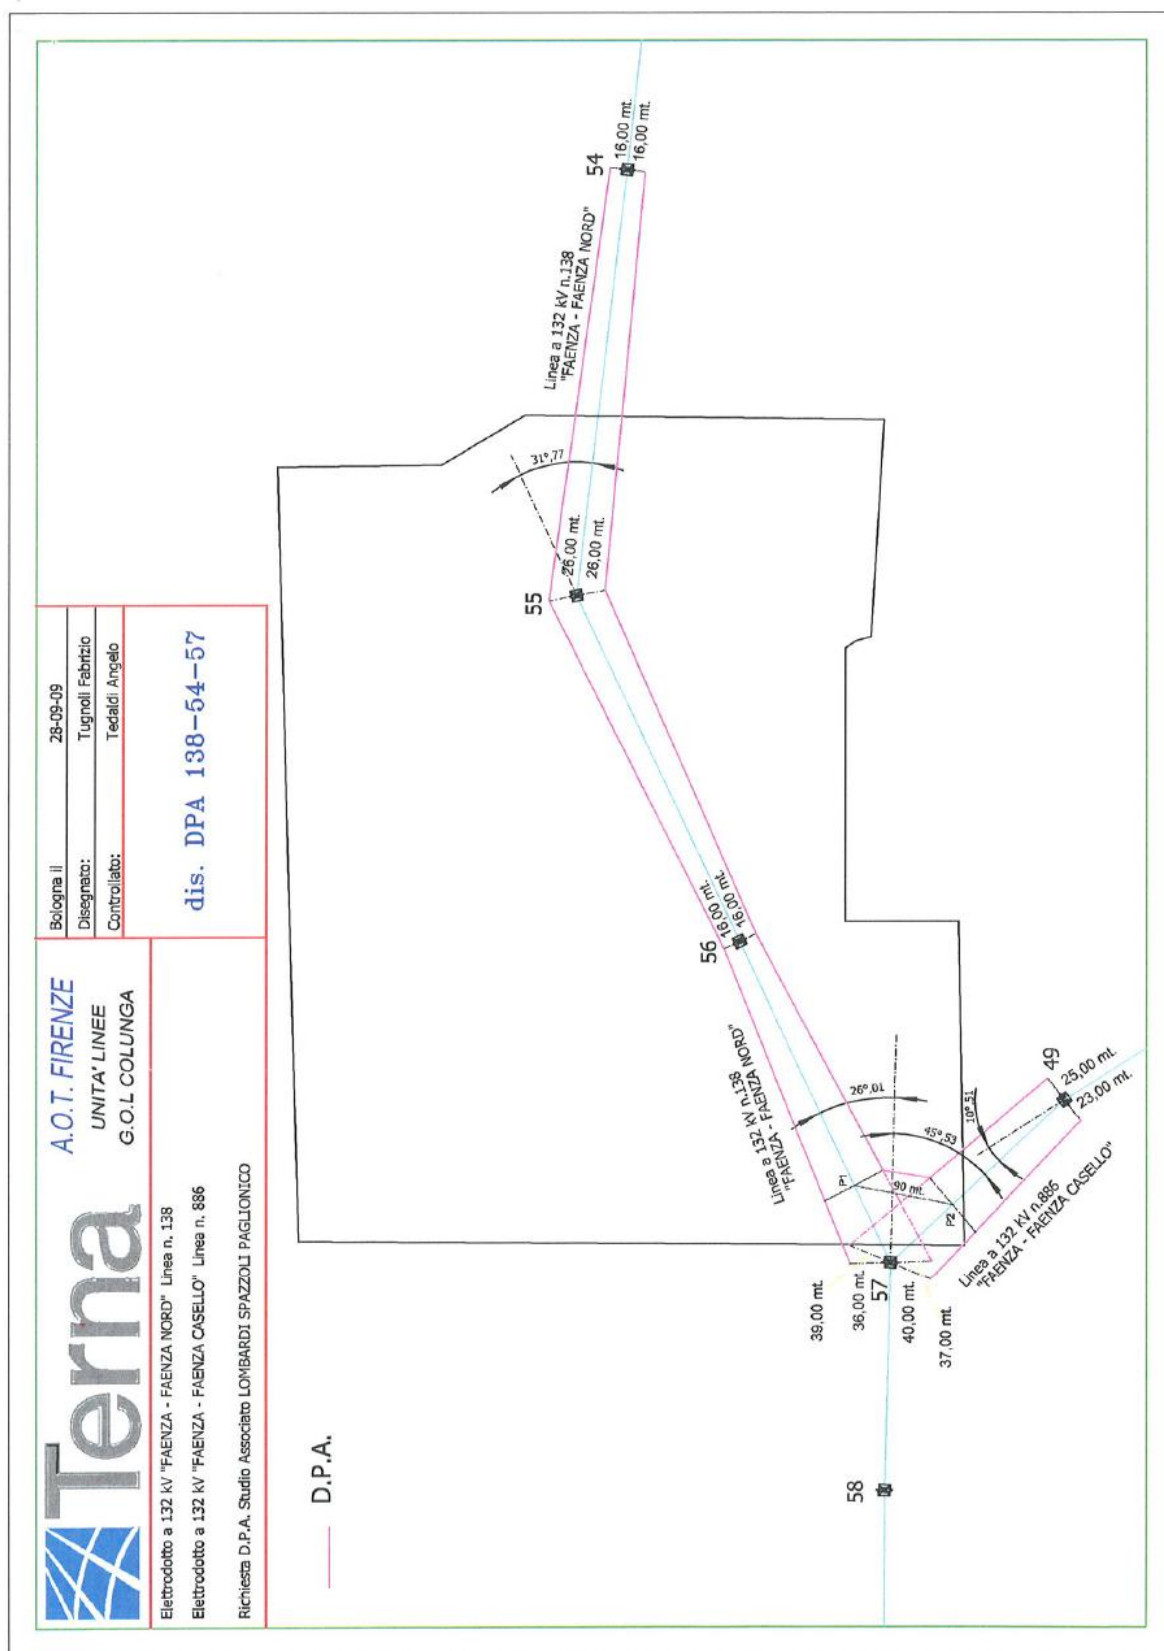 Terna
A.O.T. FIRENZE
UNITA' LINEE
G.O.L COLUNGA
Bologna il 28-09-09
Disegnato: Tugnoli Fabrizio
Controllato: Tedaldi Angelo
Elettrodotto a 132 kV "FAENZA - FAENZA NORD" Linea n. 138
Elettrodotto a 132 kV "FAENZA - FAENZA CASELLO" Linea n. 886
Richiesta D.P.A. Studio Associato LOMBARDI SPAZZOLI PAGLIONICO
dis. DPA 138-54-57
D.P.A.
58
57
39,00 mt.
36,00 mt.
40,00 mt.
37,00 mt.
P1
90 mt.
P2
26°,01
45°,53
10°,51
49
25,00 mt.
23,00 mt.
Linea a 132 kV n.886
"FAENZA - FAENZA CASELLO"
Linea a 132 kV n.138
"FAENZA - FAENZA NORD"
56
16,00 mt.
16,00 mt.
55
26,00 mt.
26,00 mt.
31°,77
Linea a 132 kV n.138
"FAENZA - FAENZA NORD"
54
16,00 mt.
16,00 mt.